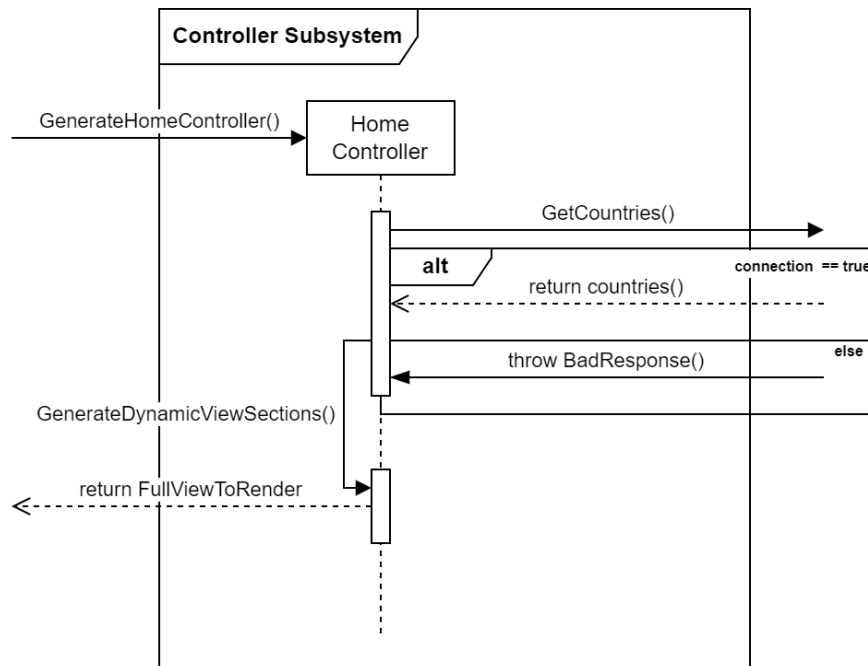 Controller Subsystem
GenerateHomeController()
Home
Controller
GetCountries()
alt
connection == true
return countries()
else
throw BadResponse()
GenerateDynamicViewSections()
return FullViewToRender